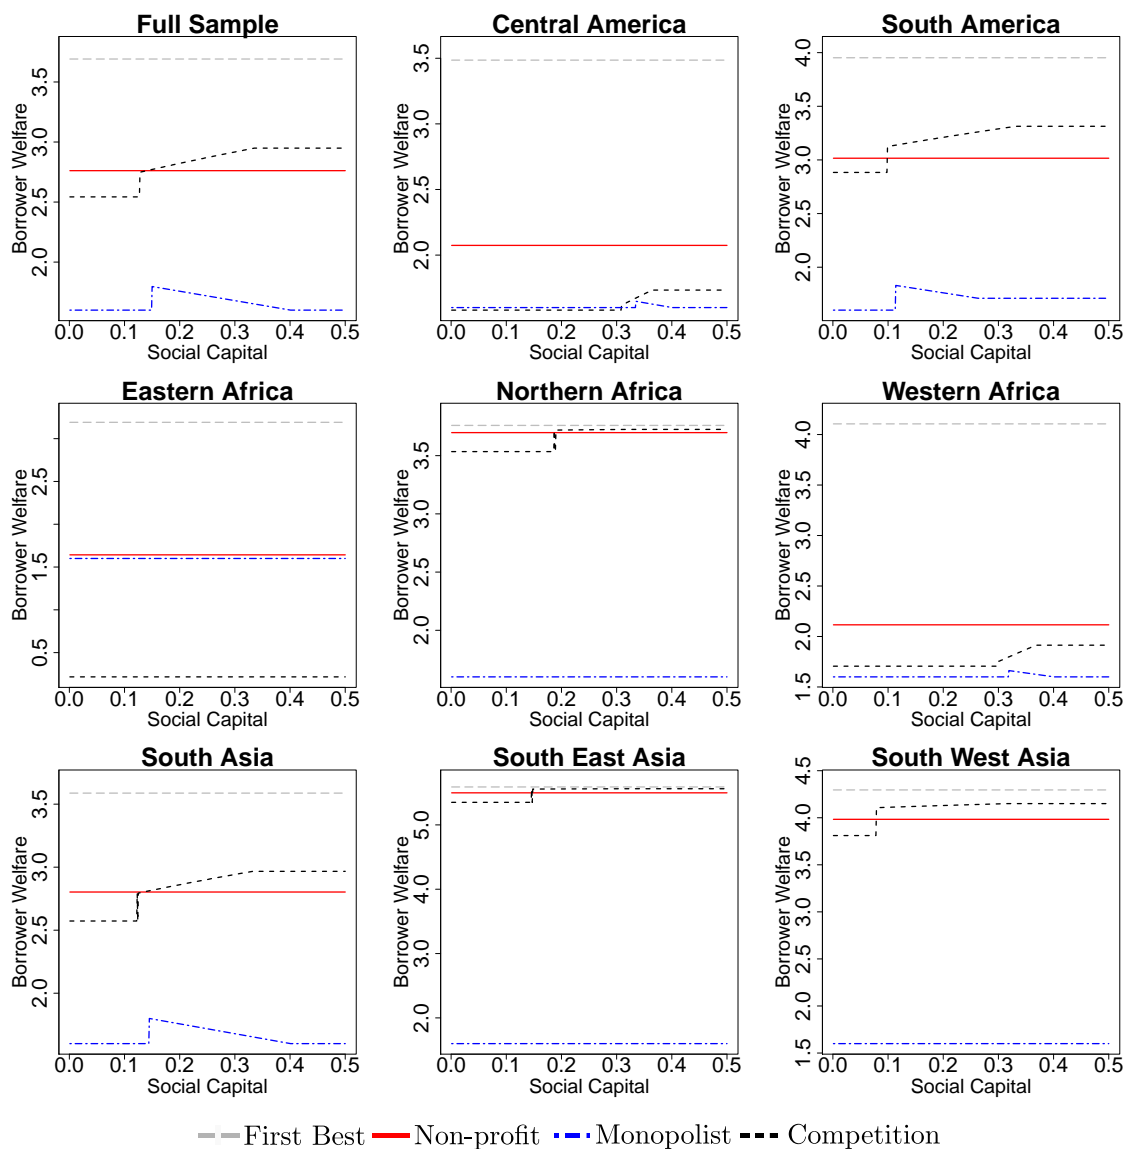 Full Sample
Borrower Welfare
2.0 2.5 3.0 3.5
0.0 0.1 0.2 0.3 0.4 0.5
Social Capital
Central America
Borrower Welfare
2.0 2.5 3.0 3.5
0.0 0.1 0.2 0.3 0.4 0.5
Social Capital
South America
Borrower Welfare
2.0 2.5 3.0 3.5 4.0
0.0 0.1 0.2 0.3 0.4 0.5
Social Capital
Eastern Africa
Borrower Welfare
0.5 1.5 2.5
0.0 0.1 0.2 0.3 0.4 0.5
Social Capital
Northern Africa
Borrower Welfare
2.0 2.5 3.0 3.5
0.0 0.1 0.2 0.3 0.4 0.5
Social Capital
Western Africa
Borrower Welfare
1.5 2.0 2.5 3.0 3.5 4.0
0.0 0.1 0.2 0.3 0.4 0.5
Social Capital
South Asia
Borrower Welfare
2.0 2.5 3.0 3.5
0.0 0.1 0.2 0.3 0.4 0.5
Social Capital
South East Asia
Borrower Welfare
2.0 3.0 4.0 5.0
0.0 0.1 0.2 0.3 0.4 0.5
Social Capital
South West Asia
Borrower Welfare
1.5 2.0 2.5 3.0 3.5 4.0 4.5
0.0 0.1 0.2 0.3 0.4 0.5
Social Capital
First Best Non-profit Monopolist Competition